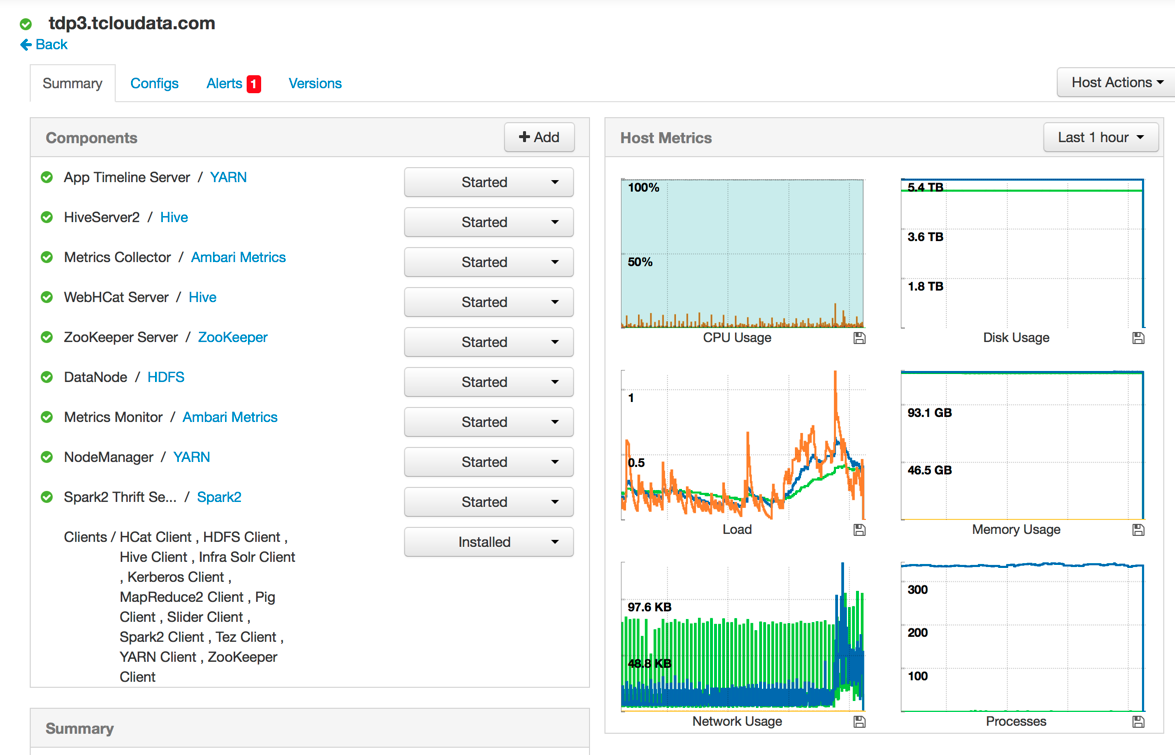 tdp3.tcloudata.com
Back
Summary Configs Alerts 1 Versions
Host Actions
Components
Add
App Timeline Server / YARN
Started
HiveServer2 / Hive
Started
Metrics Collector / Ambari Metrics
Started
WebHCat Server / Hive
Started
ZooKeeper Server / ZooKeeper
Started
DataNode / HDFS
Started
Metrics Monitor / Ambari Metrics
Started
NodeManager / YARN
Started
Spark2 Thrift Se... / Spark2
Started
Clients / HCat Client , HDFS Client ,
Installed
Hive Client , Infra Solr Client
, Kerberos Client ,
MapReduce2 Client , Pig
Client , Slider Client ,
Spark2 Client , Tez Client ,
YARN Client , ZooKeeper
Client
Summary
Host Metrics
Last 1 hour
100%
50%
CPU Usage
5.4 TB
3.6 TB
1.8 TB
Disk Usage
1
0.5
Load
93.1 GB
46.5 GB
Memory Usage
97.6 KB
48.8 KB
Network Usage
300
200
100
Processes